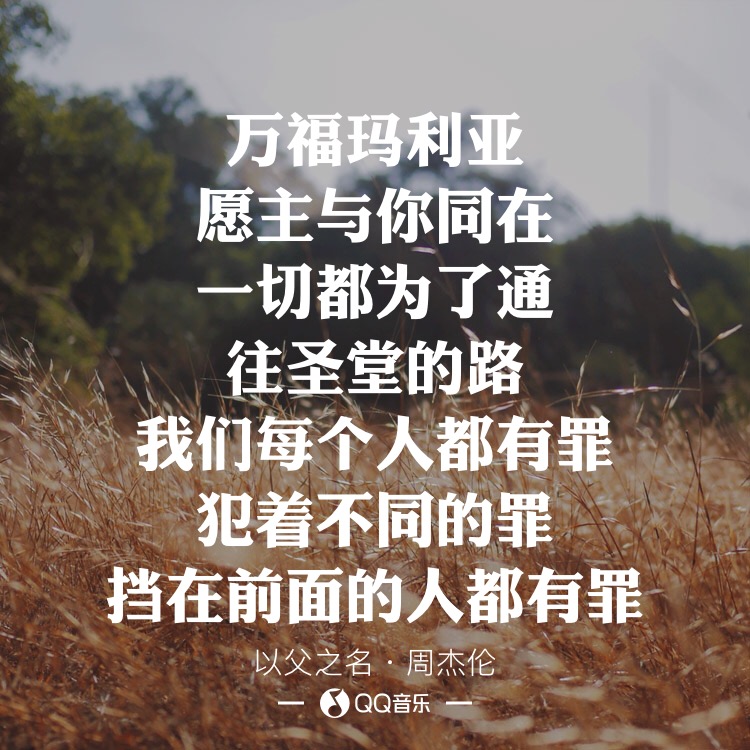 万福玛利亚
愿主与你同在
一切都为了通
往圣堂的路
我们每个人都有罪
犯着不同的罪
挡在前面的人都有罪
以父之名·周杰伦
QQ音乐